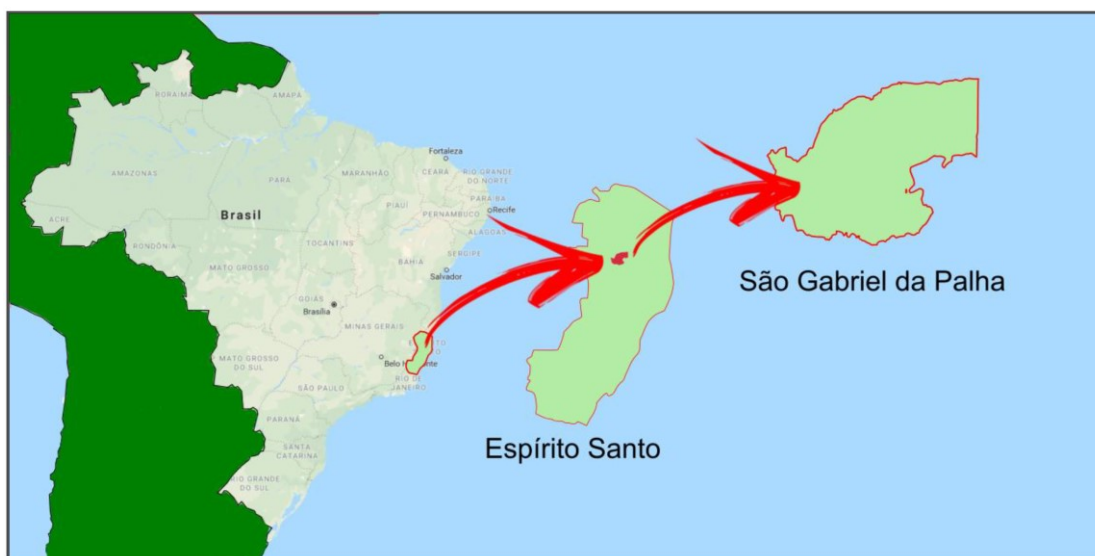 RORAIMA
AMAPÁ
AMAZONAS
PARÁ
MARANHÃO
Fortaleza
CEARÁ
RIO GRANDE
DO NORTE
PARAÍBA
Recife
PIAUÍ
PERNAMBUCO
ALAGOAS
SERGIPE
ACRE
Brasil
RONDÔNIA
TOCANTINS
BAHIA
Salvador
MATO GROSSO
GOIÁS
Brasília
MINAS GERAIS
MATO GROSSO
DO SUL
RIO DE
JANEIRO
SÃO PAULO
PARANÁ
SANTA
CATARINA
RIO GRANDE
DO SUL
Espírito Santo
São Gabriel da Palha